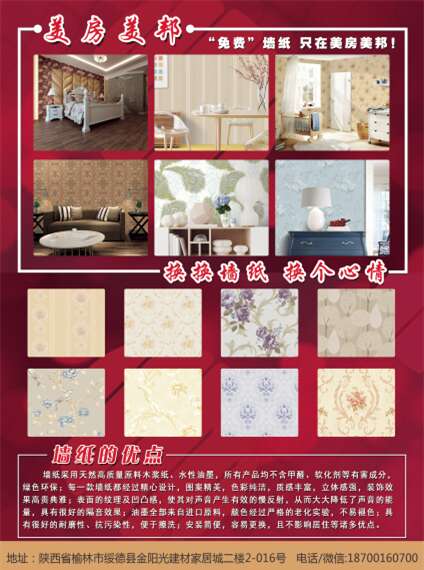 美房美邦
“免费”墙纸 只在美房美邦！
换换墙纸 换个心情
墙纸的优点
墙纸采用天然高质量原料木浆纸、水性油墨，所有产品均不含甲醛、软化剂等有害成分，
绿色环保；每一款墙纸都经过精心设计，图案精美，色彩纯洁，质感丰富，立体感强，装饰效
果高贵典雅；表面的纹理及凹凸感，使其对声音产生有效的慢反射，从而大大降低了声音的能
量，具有很好的隔音效果；油墨全部来自进口原料，颜色经过严格的老化实验，不易褪色；具
有很好的耐磨性、抗污染性，便于擦洗；安装简便，容易更换，且不影响居住等诸多优点。
地址：陕西省榆林市绥德县金阳光建材家居城二楼2-016号 电话/微信:18700160700